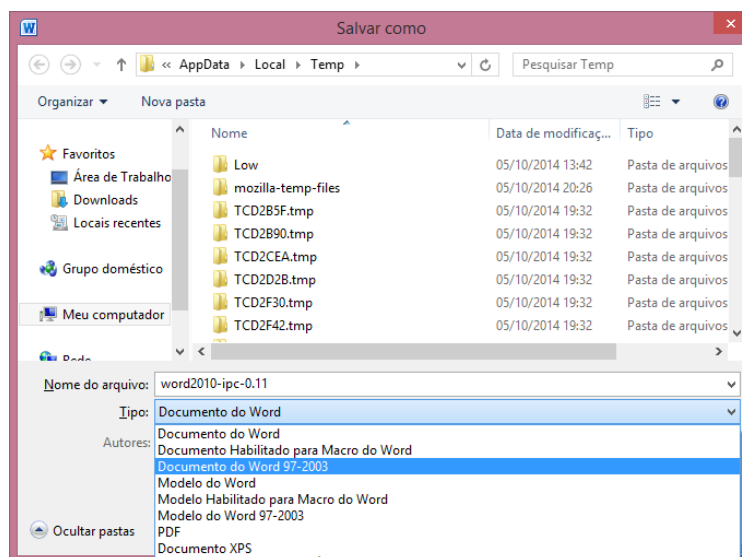 Salvar como
« AppData Local Temp
Pesquisar Temp
Organizar Nova pasta
Nome Data de modificaç... Tipo
Favoritos
Área de Trabalho
Downloads
Locais recentes
Grupo doméstico
Meu computador
Rede
Low 05/10/2014 13:42 Pasta de arquivos
mozilla-temp-files 05/10/2014 20:26 Pasta de arquivos
TCD2B5F.tmp 05/10/2014 19:32 Pasta de arquivos
TCD2B90.tmp 05/10/2014 19:32 Pasta de arquivos
TCD2CEA.tmp 05/10/2014 19:32 Pasta de arquivos
TCD2D2B.tmp 05/10/2014 19:32 Pasta de arquivos
TCD2F30.tmp 05/10/2014 19:32 Pasta de arquivos
TCD2F42.tmp 05/10/2014 19:32 Pasta de arquivos
Nome do arquivo: word2010-ipc-0.11
Tipo: Documento do Word
Autores:
Documento do Word
Documento Habilitado para Macro do Word
Documento do Word 97-2003
Modelo do Word
Modelo Habilitado para Macro do Word
Modelo do Word 97-2003
PDF
Documento XPS
Ocultar pastas